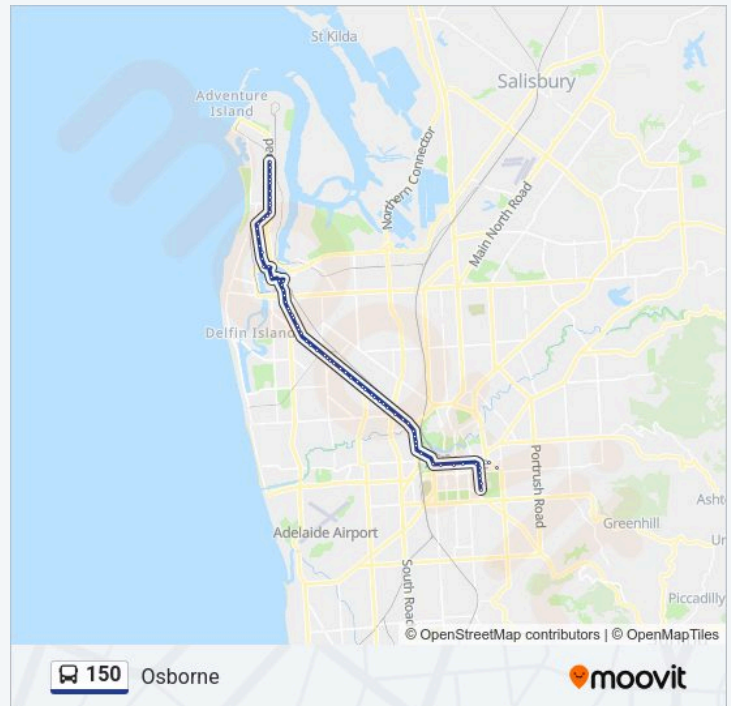 St Kilda
Adventure
Island
Salisbury
Northern Connector
Main North Road
Delfin Island
Portrush Road
Adelaide Airport
Greenhill
South Road
Piccadilly
© OpenStreetMap contributors | © OpenMapTiles
150 Osborne
moovit